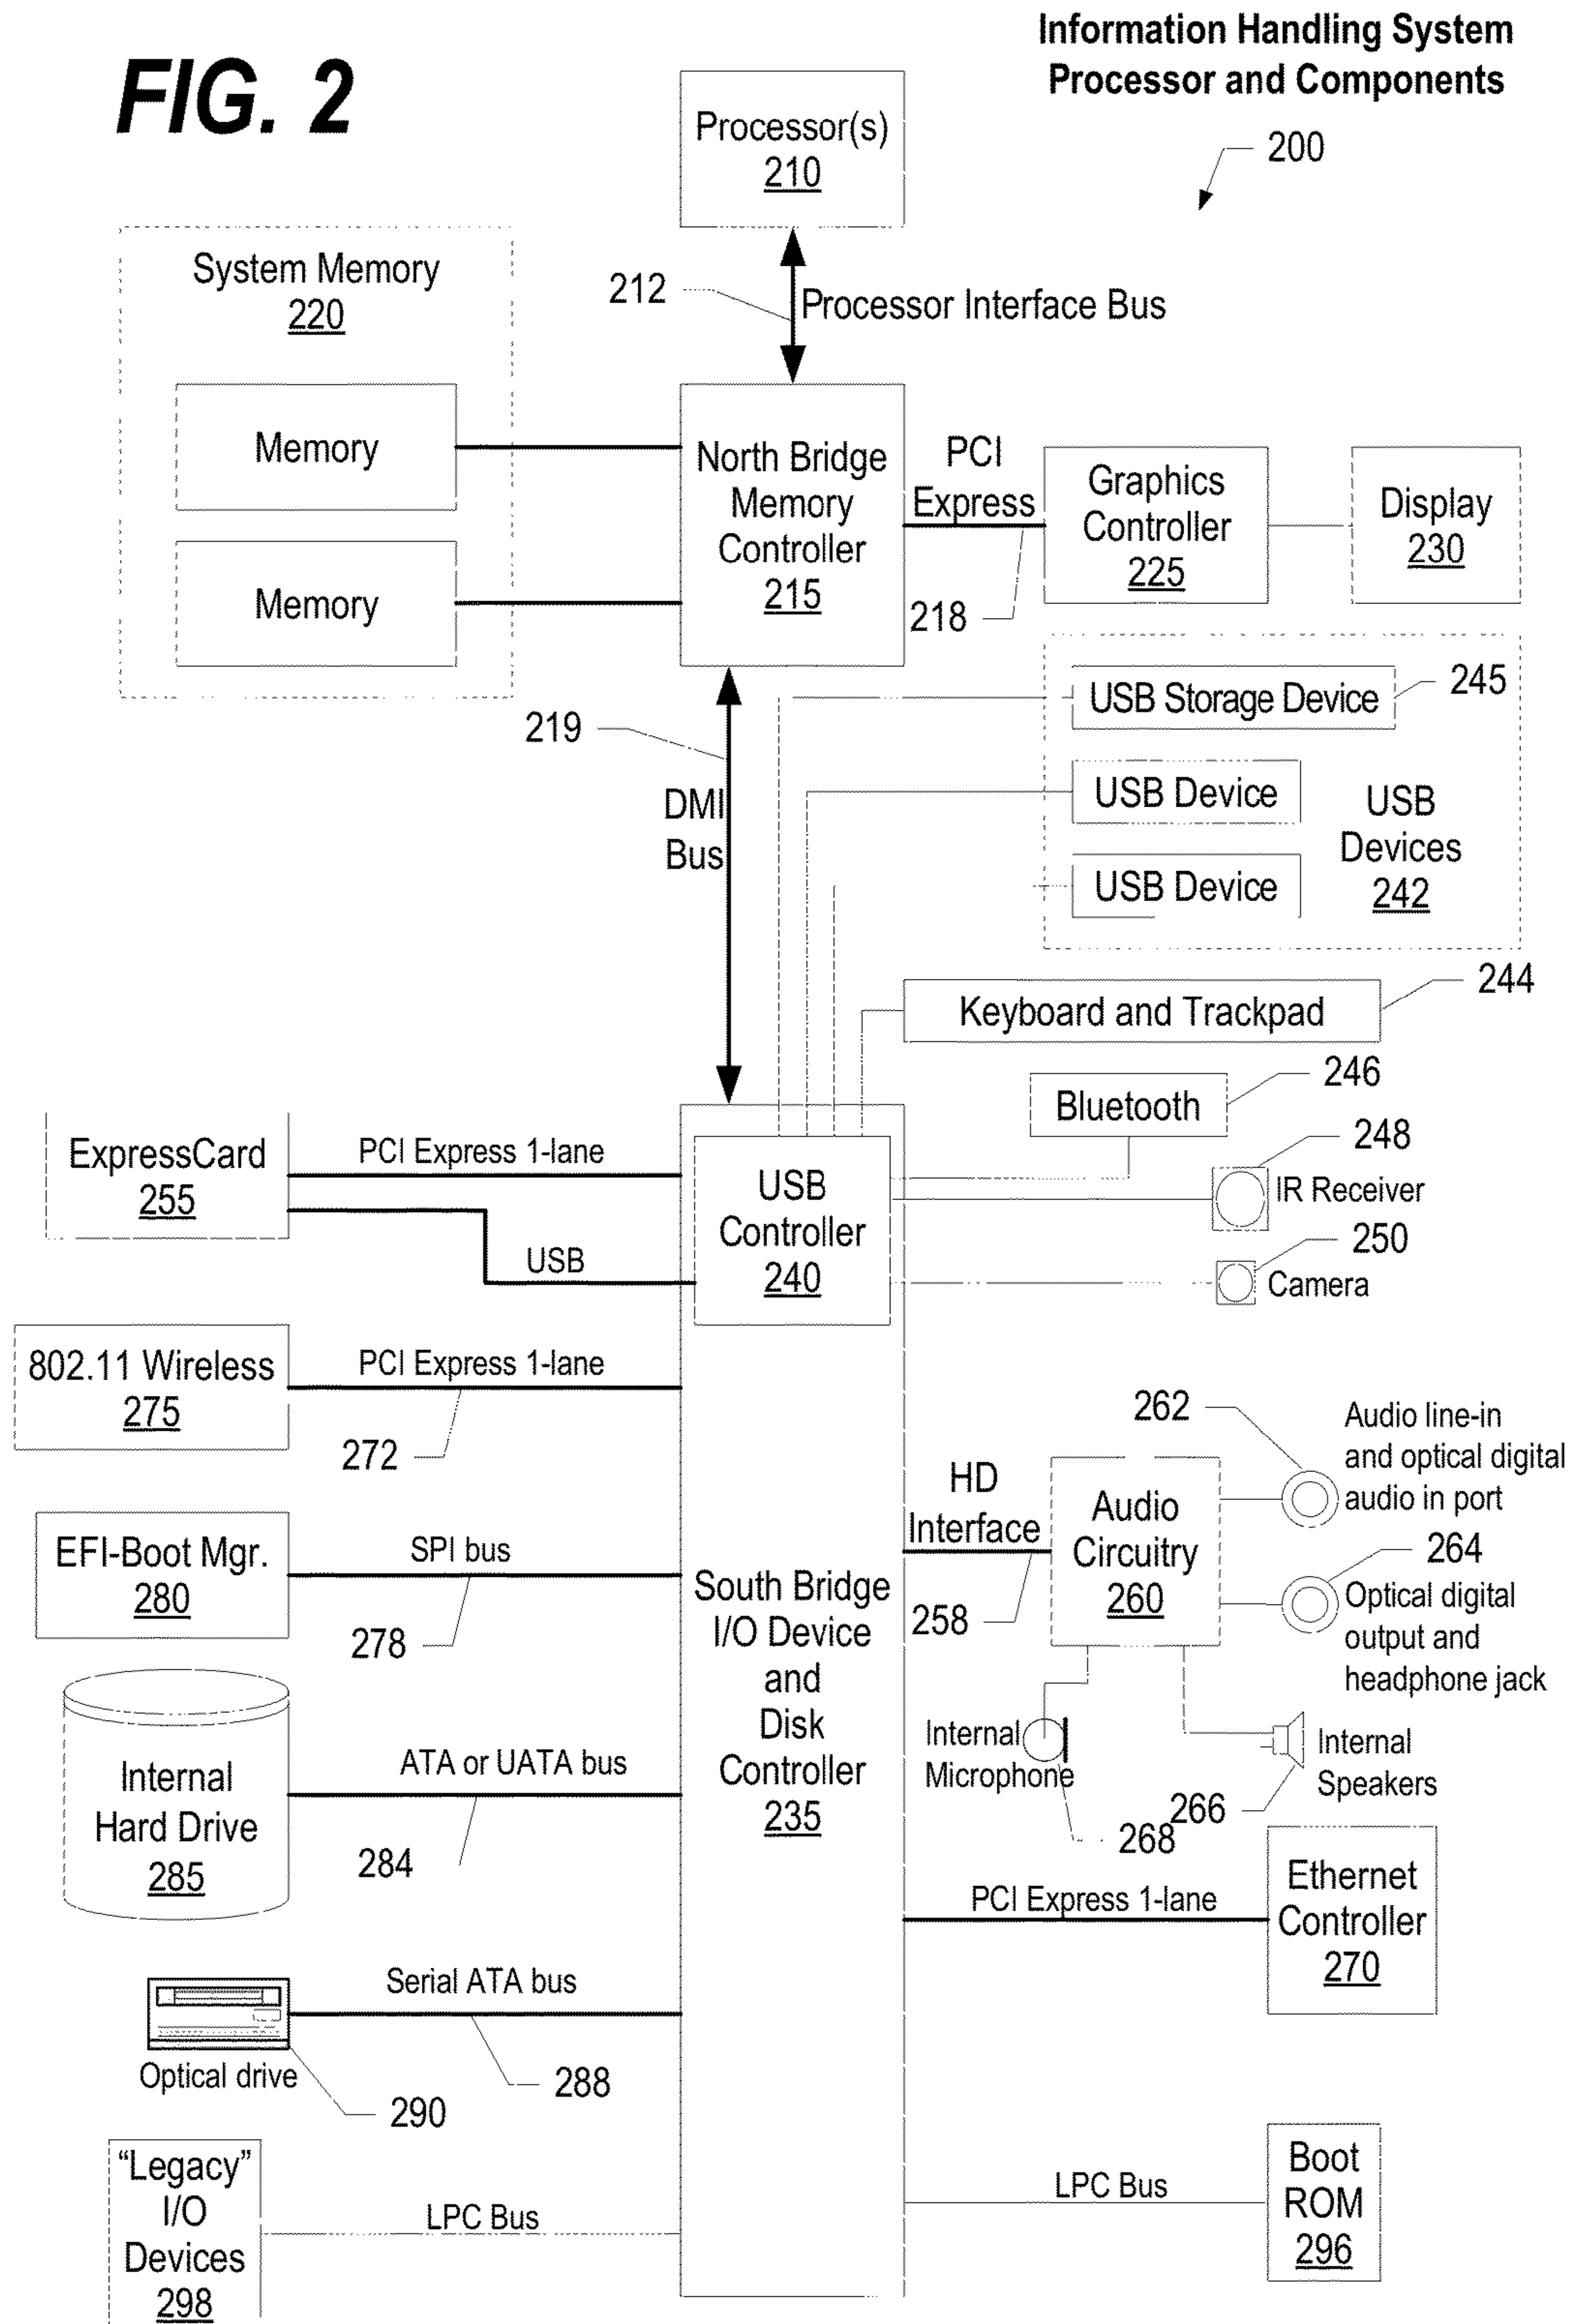 FIG. 2
Information Handling System
Processor and Components
200
Processor(s)
210
212
Processor Interface Bus
System Memory
220
Memory
Memory
North Bridge
Memory
Controller
215
PCI
Express
218
Graphics
Controller
225
Display
230
219
DMI
Bus
USB Storage Device
245
USB Device
USB Device
USB
Devices
242
Keyboard and Trackpad
244
Bluetooth
246
248
IR Receiver
250
Camera
ExpressCard
255
PCI Express 1-lane
USB
USB
Controller
240
802.11 Wireless
275
PCI Express 1-lane
272
EFI-Boot Mgr.
280
SPI bus
278
Internal
Hard Drive
285
ATA or UATA bus
284
Serial ATA bus
288
Optical drive
290
"Legacy"
I/O
Devices
298
LPC Bus
South Bridge
I/O Device
and
Disk
Controller
235
HD
Interface
258
Audio
Circuitry
260
262
Audio line-in
and optical digital
audio in port
264
Optical digital
output and
headphone jack
Internal
Microphone
268
266
Internal
Speakers
PCI Express 1-lane
Ethernet
Controller
270
LPC Bus
Boot
ROM
296